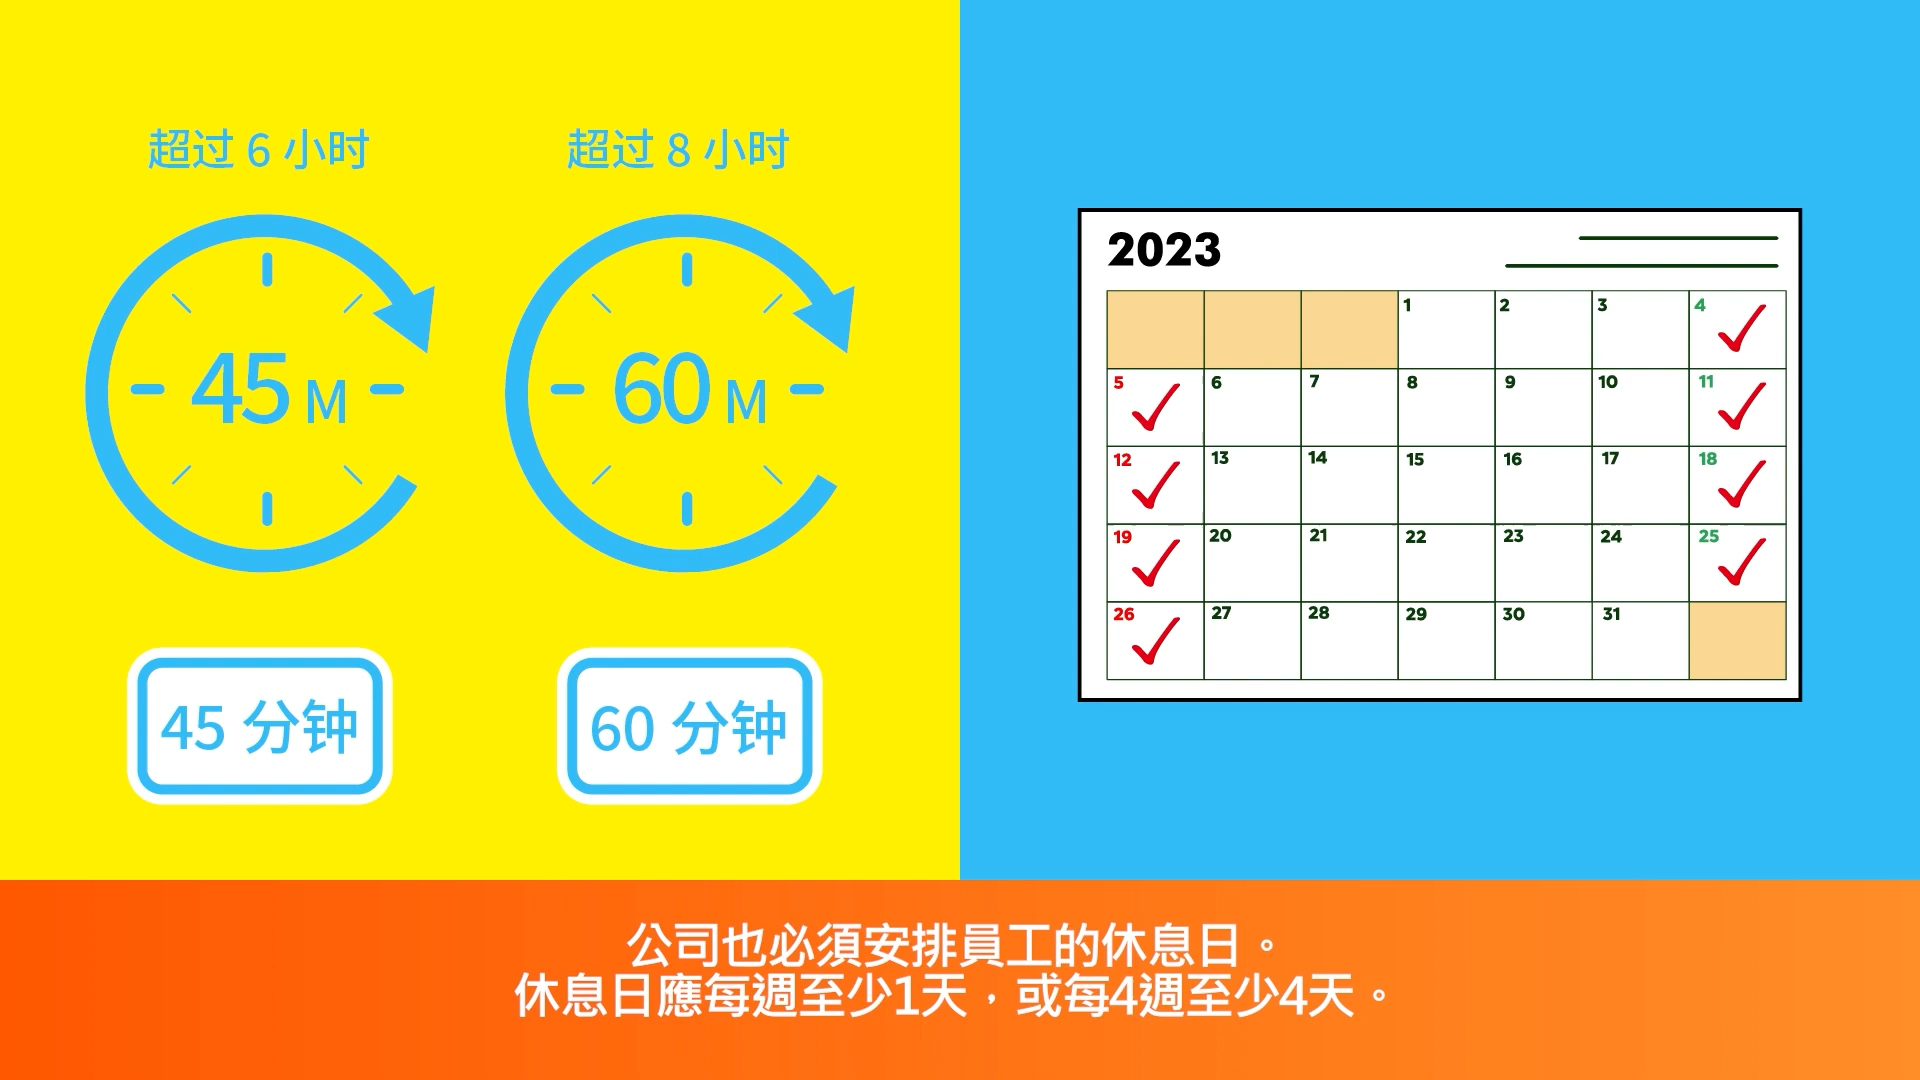 超过 6 小时
超过 8 小时
45 M
60 M
45 分钟
60 分钟
2023
1 2 3 4
5 6 7 8 9 10 11
12 13 14 15 16 17 18
19 20 21 22 23 24 25
26 27 28 29 30 31
公司也必須安排員工的休息日。
休息日應每週至少1天，或每4週至少4天。